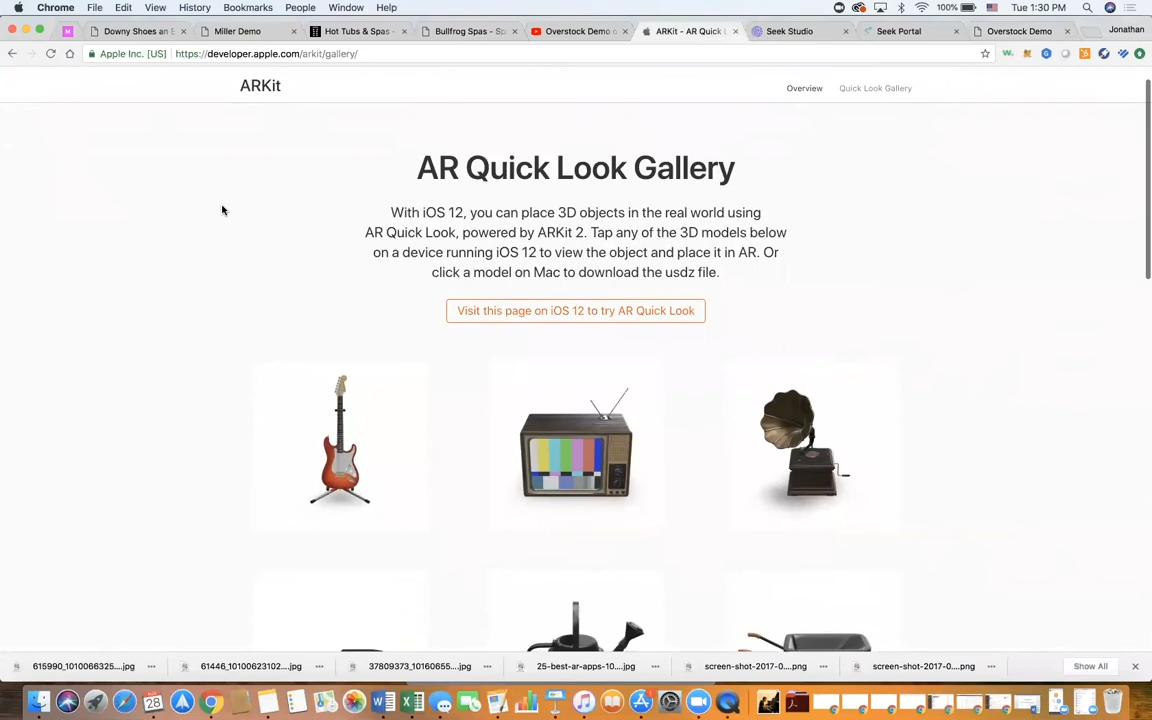 Chrome File Edit View History Bookmarks People Window Help 100% Tue 1:30 PM
Downy Shoes an E Miller Demo Hot Tubs & Spas - Bullfrog Spas - Sp Overstock Demo ARKit - AR Quick L Seek Studio Seek Portal Overstock Demo Jonathan
Apple Inc. [US] https://developer.apple.com/arkit/gallery/
ARKit Overview Quick Look Gallery
AR Quick Look Gallery
With iOS 12, you can place 3D objects in the real world using
AR Quick Look, powered by ARKit 2. Tap any of the 3D models below
on a device running iOS 12 to view the object and place it in AR. Or
click a model on Mac to download the usdz file.
Visit this page on iOS 12 to try AR Quick Look
615990_1010066325....jpg 61446_10100623102....jpg 37809373_10160655....jpg 25-best-ar-apps-10....jpg screen-shot-2017-0....png screen-shot-2017-0....png Show All
NOV
28